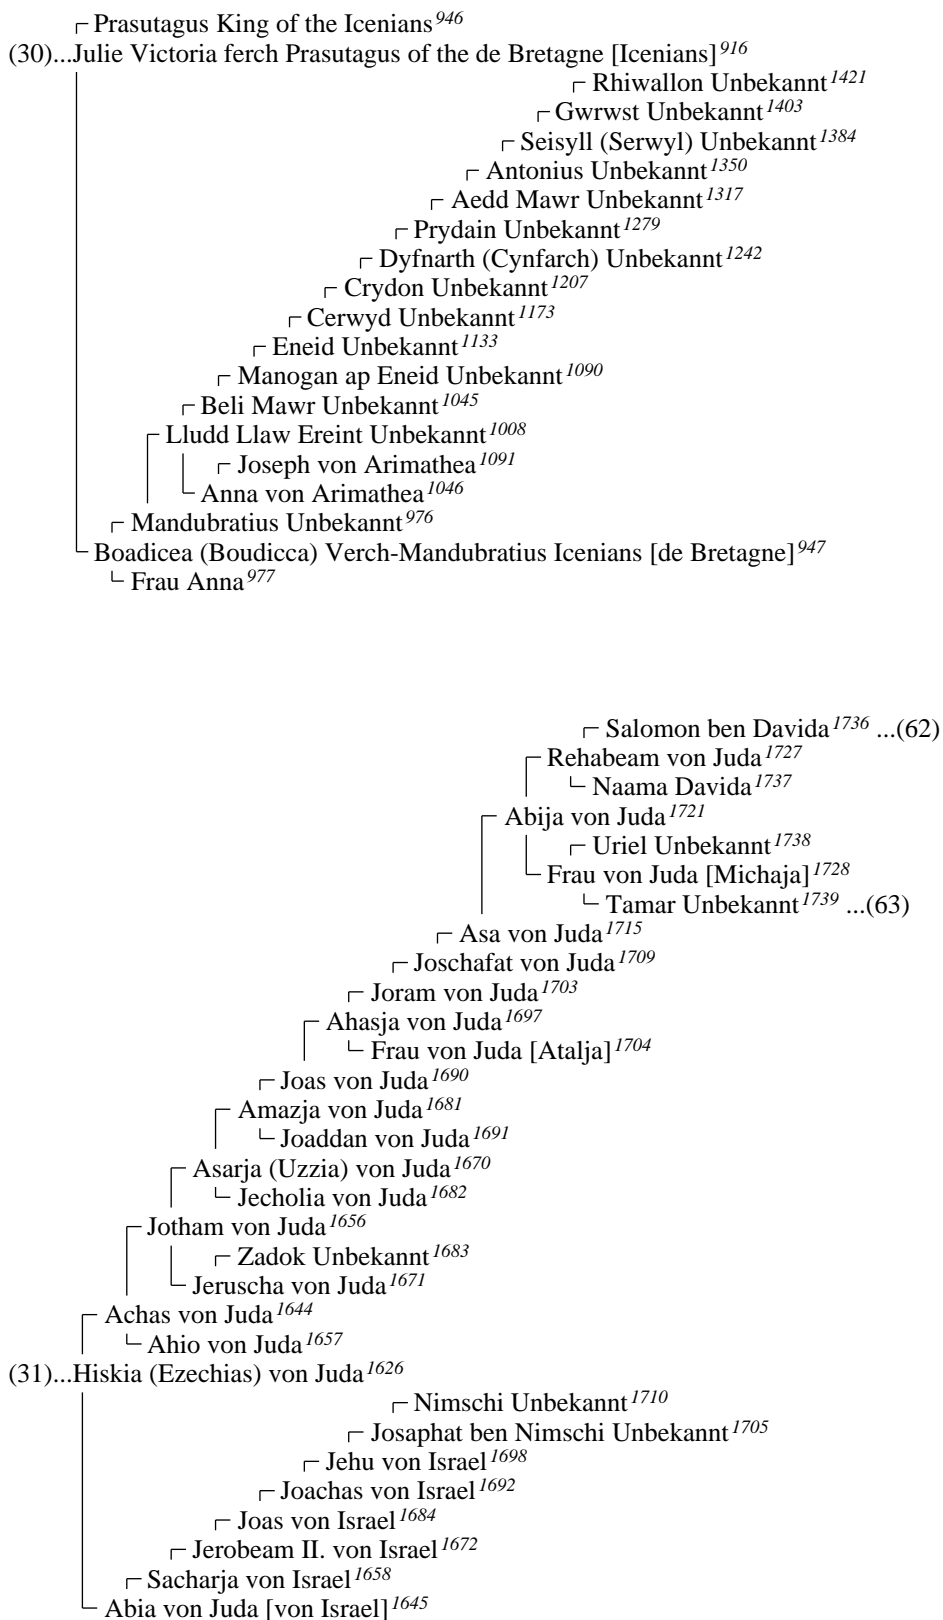 Prasutagus King of the Icenians 946
(30)...Julie Victoria ferch Prasutagus of the de Bretagne [Icenians] 916
Rhiwallon Unbekannt 1421
Gwrwst Unbekannt 1403
Seisyll (Serwyl) Unbekannt 1384
Antonius Unbekannt 1350
Aedd Mawr Unbekannt 1317
Prydain Unbekannt 1279
Dyfnarth (Cynfarch) Unbekannt 1242
Crydon Unbekannt 1207
Cerwyd Unbekannt 1173
Eneid Unbekannt 1133
Manogan ap Eneid Unbekannt 1090
Beli Mawr Unbekannt 1045
Lludd Llaw Ereint Unbekannt 1008
Joseph von Arimathea 1091
Anna von Arimathea 1046
Mandubratius Unbekannt 976
Boadicea (Boudicca) Verch-Mandubratius Icenians [de Bretagne] 947
Frau Anna 977
Salomon ben Davida 1736 ...(62)
Rehabeam von Juda 1727
Naama Davida 1737
Abija von Juda 1721
Uriel Unbekannt 1738
Frau von Juda [Michaja] 1728
Tamar Unbekannt 1739 ...(63)
Asa von Juda 1715
Joschafat von Juda 1709
Joram von Juda 1703
Ahasja von Juda 1697
Frau von Juda [Atalja] 1704
Joas von Juda 1690
Amazja von Juda 1681
Joaddan von Juda 1691
Asarja (Uzzia) von Juda 1670
Jecholia von Juda 1682
Jotham von Juda 1656
Zadok Unbekannt 1683
Jeruscha von Juda 1671
Achas von Juda 1644
Ahio von Juda 1657
(31)...Hiskia (Ezechias) von Juda 1626
Nimschi Unbekannt 1710
Josaphat ben Nimschi Unbekannt 1705
Jehu von Israel 1698
Joachas von Israel 1692
Joas von Israel 1684
Jerobeam II. von Israel 1672
Sacharja von Israel 1658
Abia von Juda [von Israel] 1645